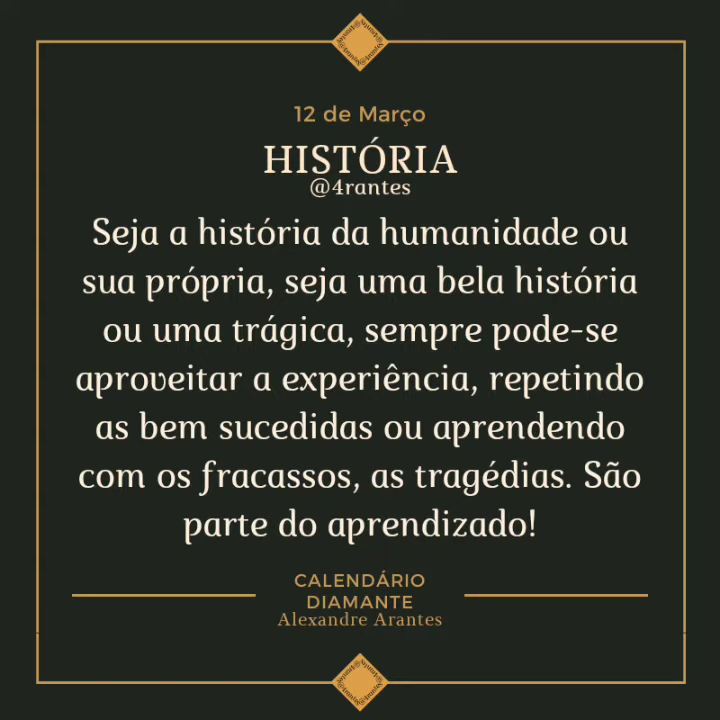 12 de Março
HISTÓRIA
@4rantes
Seja a história da humanidade ou
sua própria, seja uma bela história
ou uma trágica, sempre pode-se
aproveitar a experiência, repetindo
as bem sucedidas ou aprendendo
com os fracassos, as tragédias. São
parte do aprendizado!
CALENDÁRIO
DIAMANTE
Alexandre Arantes